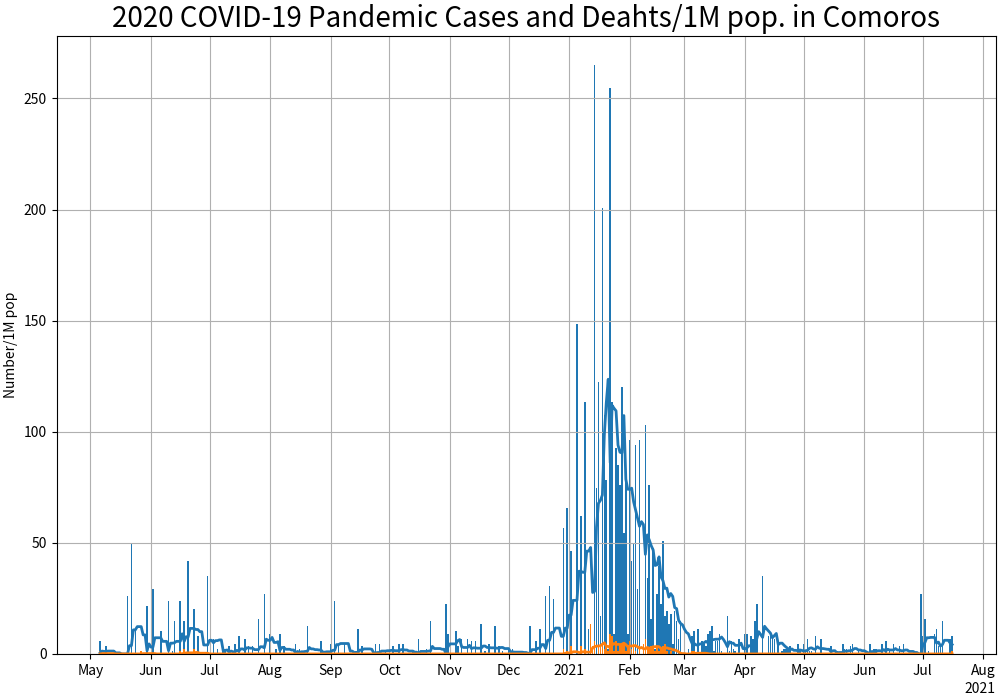 2020 COVID-19 Pandemic Cases and Deahts/1M pop. in Comoros
Number/1M pop
250
200
150
100
50
0
May Jun Jul Aug Sep Oct Nov Dec 2021 Feb Mar Apr May Jun Jul Aug
2021